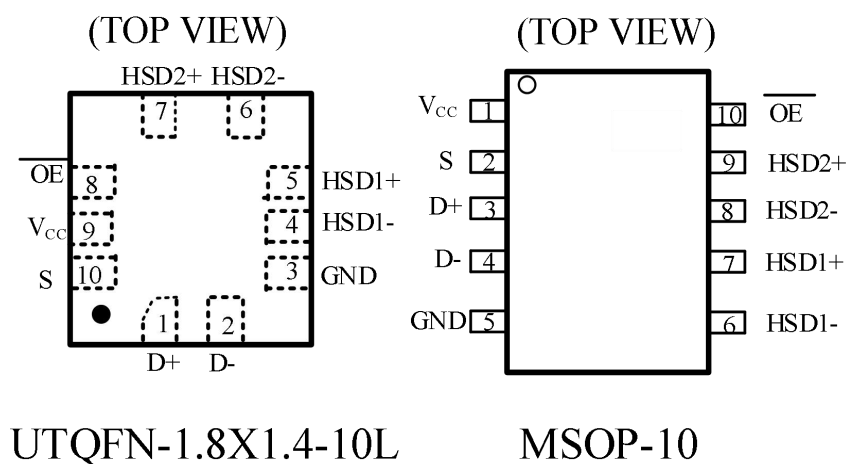 (TOP VIEW)
HSD2+ HSD2-
7 6
OE 8 5 HSD1+
VCC 9 4 HSD1-
S 10 3 GND
1 2
D+ D-
UTQFN-1.8X1.4-10L
(TOP VIEW)
VCC 1 10 OE
S 2 9 HSD2+
D+ 3 8 HSD2-
D- 4 7 HSD1+
GND 5 6 HSD1-
MSOP-10